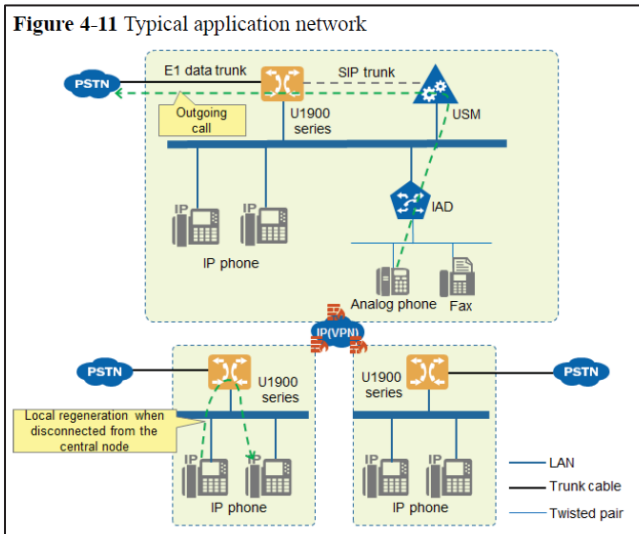 Figure 4-11 Typical application network
E1 data trunk
SIP trunk
PSTN
Outgoing
call
U1900
series
USM
IAD
IP
IP
IP phone
Analog phone
Fax
IP(VPN)
PSTN
U1900
series
U1900
series
PSTN
Local regeneration when
disconnected from the
central node
IP
IP
IP phone
IP
IP
IP phone
LAN
Trunk cable
Twisted pair